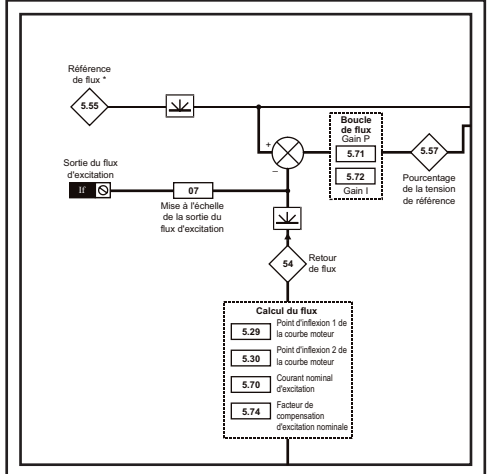 Référence
de flux *
5.55
Boucle
de flux
Gain P
5.71
5.72
Gain I
5.57
Pourcentage
de la tension
de référence
+
–
Sortie du flux
d'excitation
If
07
Mise à l'échelle
de la sortie du
flux d'excitation
54
Retour
de flux
Calcul du flux
5.29
Point d'inflexion 1 de
la courbe moteur
5.30
Point d'inflexion 2 de
la courbe moteur
5.70
Courant nominal
d'excitation
5.74
Facteur de
compensation
d'excitation nominale